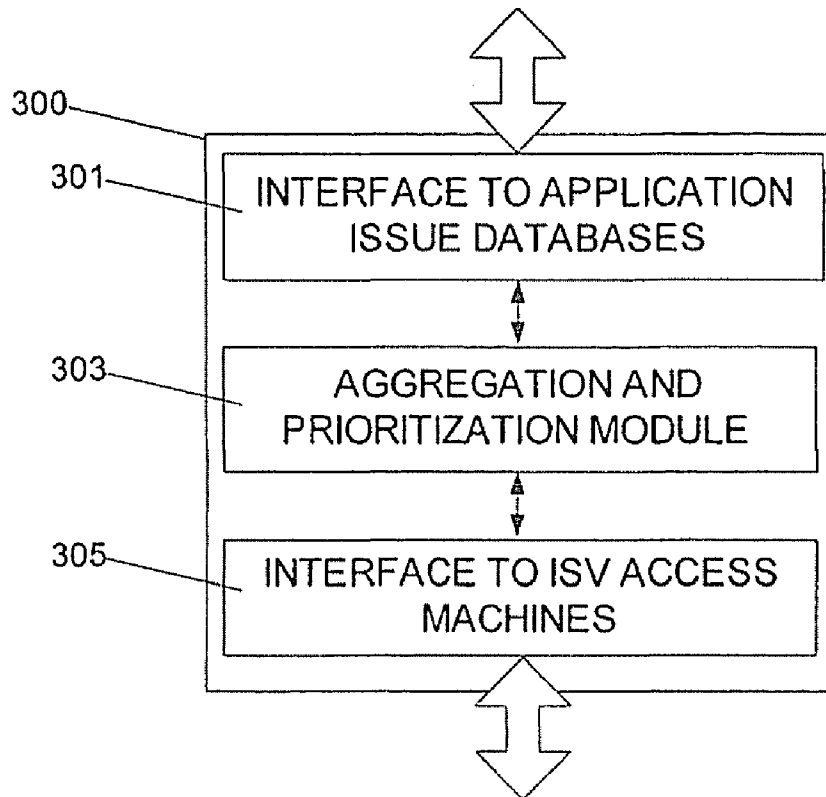 300
301
INTERFACE TO APPLICATION
ISSUE DATABASES
303
AGGREGATION AND
PRIORITIZATION MODULE
305
INTERFACE TO ISV ACCESS
MACHINES